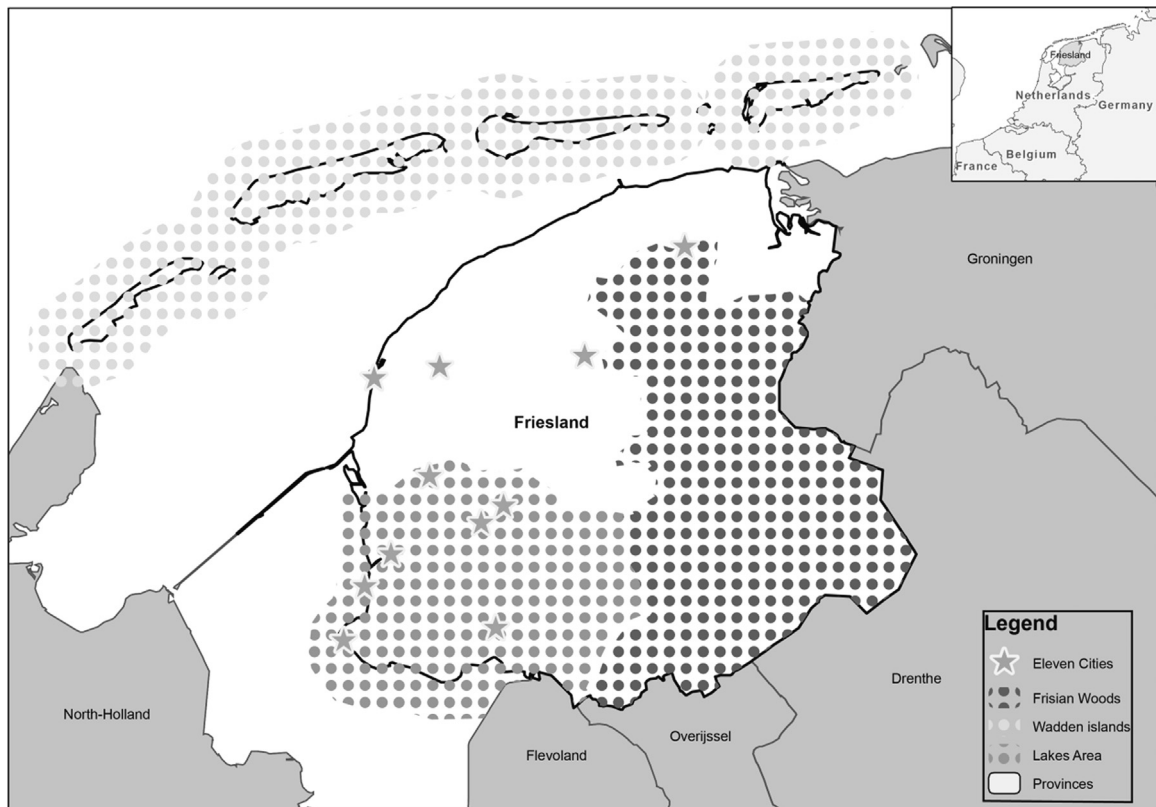 Friesland
Netherlands
Germany
Belgium
France
Groningen
Friesland
North-Holland
Flevoland
Overijssel
Drenthe
Legend
Eleven Cities
Frisian Woods
Wadden islands
Lakes Area
Provinces